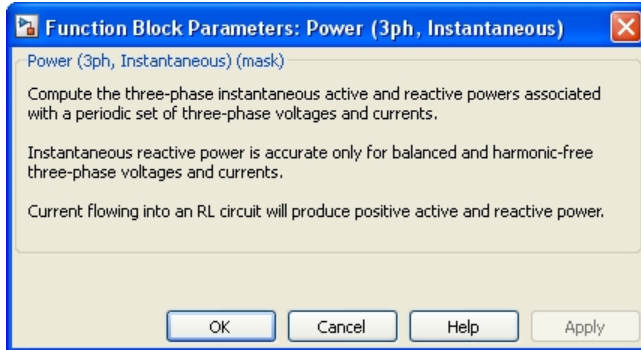 Function Block Parameters: Power (3ph, Instantaneous)
Power (3ph, Instantaneous) (mask)
Compute the three-phase instantaneous active and reactive powers associated
with a periodic set of three-phase voltages and currents.
Instantaneous reactive power is accurate only for balanced and harmonic-free
three-phase voltages and currents.
Current flowing into an RL circuit will produce positive active and reactive power.
OK Cancel Help Apply